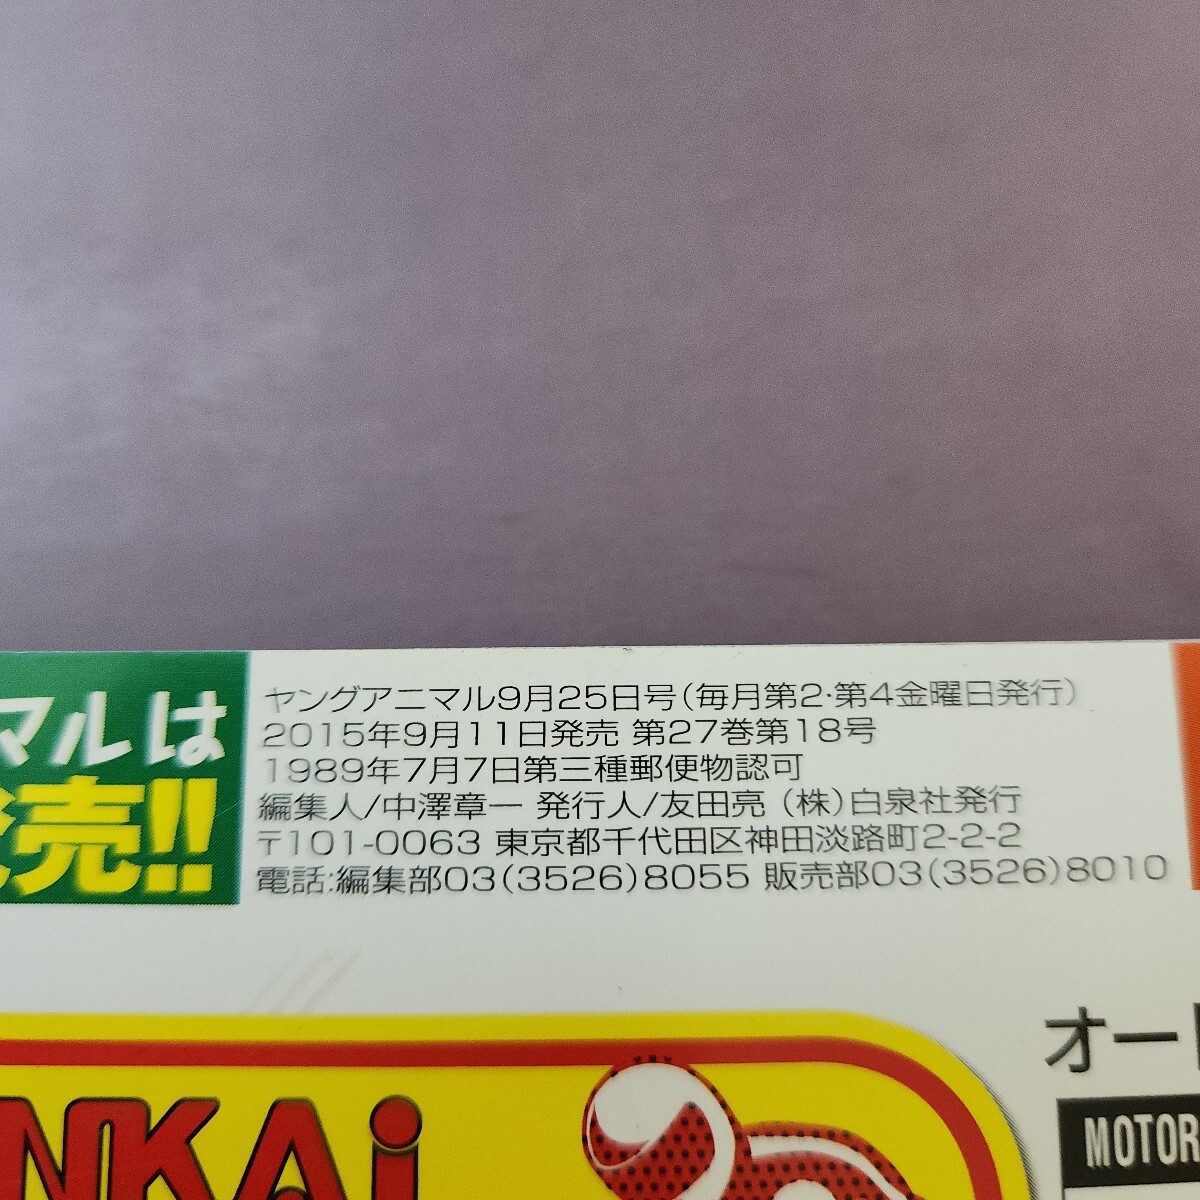 マルは
売!!
ヤングアニマル9月25日号(毎月第2・第4金曜日発行)
2015年9月11日発売 第27巻第18号
1989年7月7日第三種郵便物認可
編集人/中澤章一 発行人/友田亮 (株)白泉社発行
〒101-0063 東京都千代田区神田淡路町2-2-2
電話:編集部03(3526)8055 販売部03(3526)8010
NKAi
オー
MOTOR